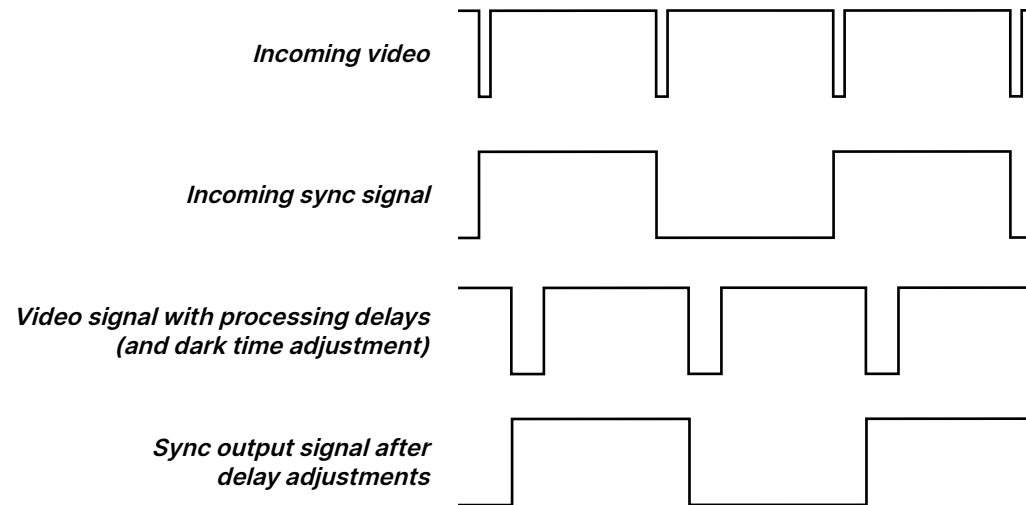 Incoming video
Incoming sync signal
Video signal with processing delays
(and dark time adjustment)
Sync output signal after
delay adjustments